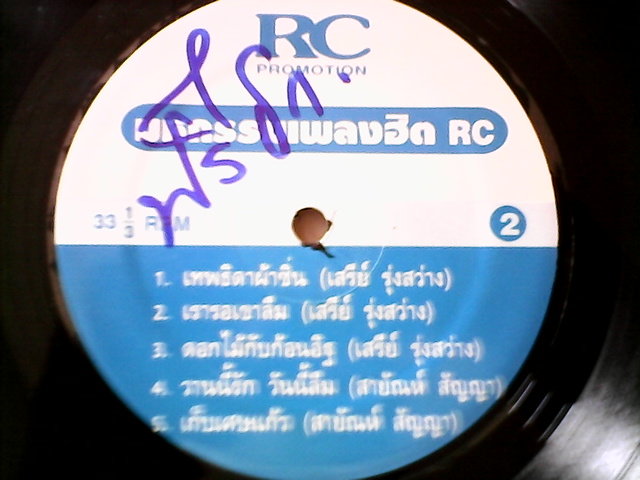 RC
PROMOTION
มหกรรมเพลงฮิต RC
33 1/3 RPM
2
1. เทพธิดาผ้าซิ่น (เสรีย์ รุ่งสว่าง)
2. เรารอเขาลืม (เสรีย์ รุ่งสว่าง)
3. ดอกไม้กับก้อนอิฐ (เสรีย์ รุ่งสว่าง)
4. วานนี้รัก วันนี้ลืม (สายัณห์ สัญญา)
5. เก็บเศษแก้ว (สายัณห์ สัญญา)